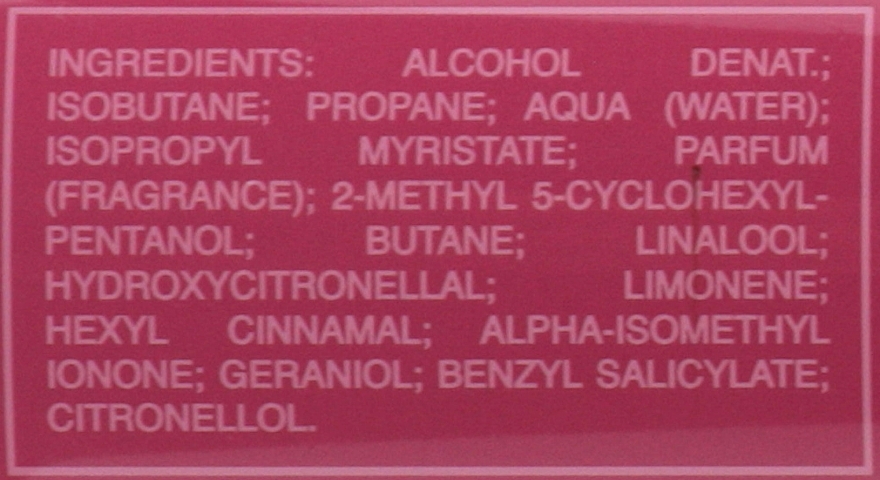 INGREDIENTS: ALCOHOL DENAT.;
ISOBUTANE; PROPANE; AQUA (WATER);
ISOPROPYL MYRISTATE; PARFUM
(FRAGRANCE); 2-METHYL 5-CYCLOHEXYL-
PENTANOL; BUTANE; LINALOOL;
HYDROXYCITRONELLAL; LIMONENE;
HEXYL CINNAMAL; ALPHA-ISOMETHYL
IONONE; GERANIOL; BENZYL SALICYLATE;
CITRONELLOL.